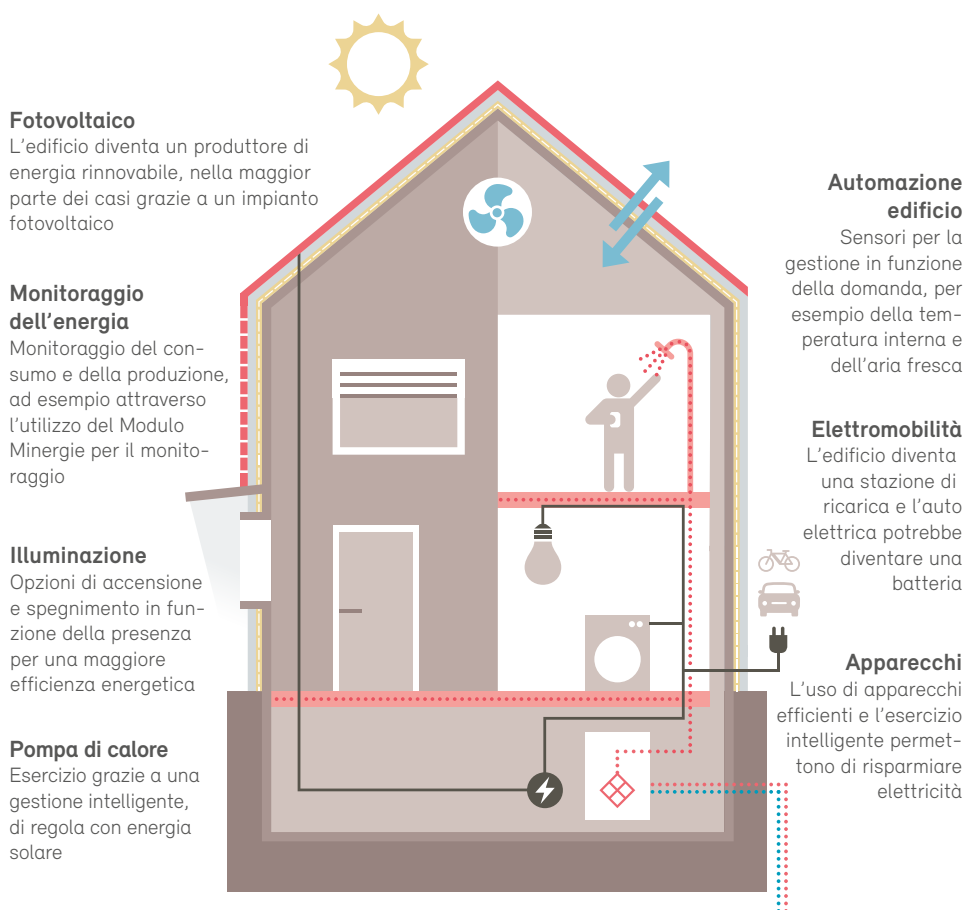 Fotovoltaico
L'edificio diventa un produttore di
energia rinnovabile, nella maggior
parte dei casi grazie a un impianto
fotovoltaico
Monitoraggio
dell'energia
Monitoraggio del con-
sumo e della produzione,
ad esempio attraverso
l'utilizzo del Modulo
Minergie per il monito-
raggio
Illuminazione
Opzioni di accensione
e spegnimento in fun-
zione della presenza
per una maggiore
efficienza energetica
Pompa di calore
Esercizio grazie a una
gestione intelligente,
di regola con energia
solare
Automazione
edificio
Sensori per la
gestione in funzione
della domanda, per
esempio della tem-
peratura interna e
dell'aria fresca
Elettromobilità
L'edificio diventa
una stazione di
ricarica e l'auto
elettrica potrebbe
diventare una
batteria
Apparecchi
L'uso di apparecchi
efficienti e l'esercizio
intelligente permet-
tono di risparmiare
elettricità